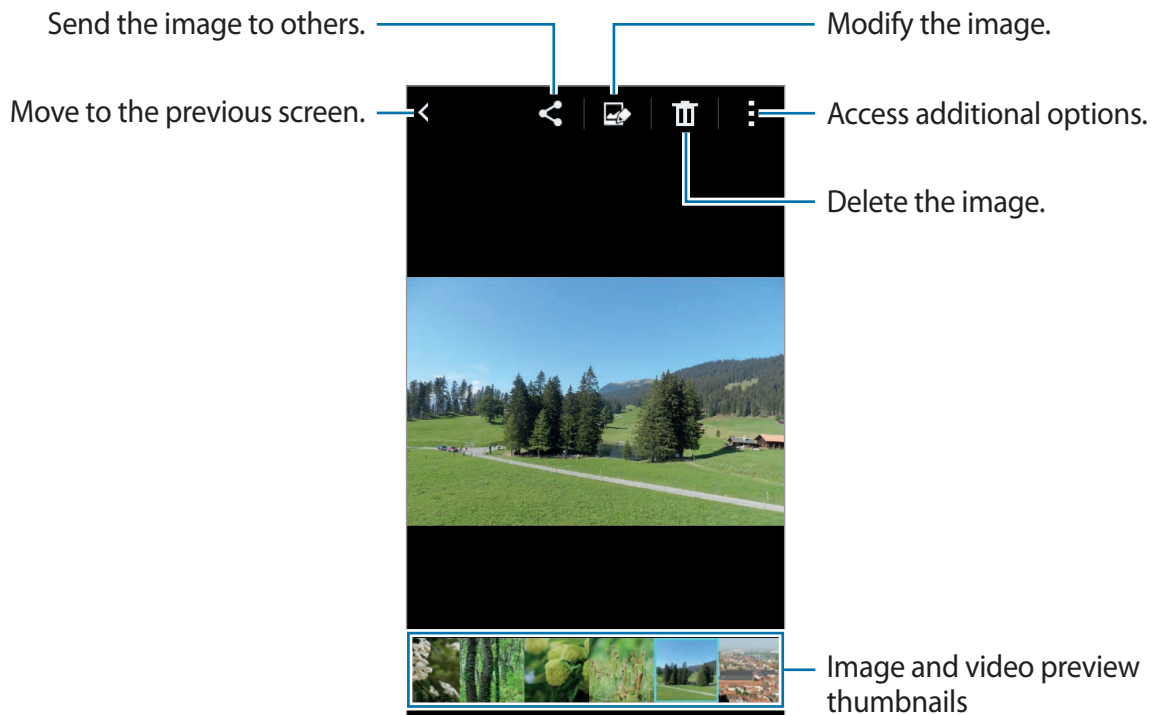 Send the image to others.
Modify the image.
Move to the previous screen.
Access additional options.
Delete the image.
Image and video preview
thumbnails